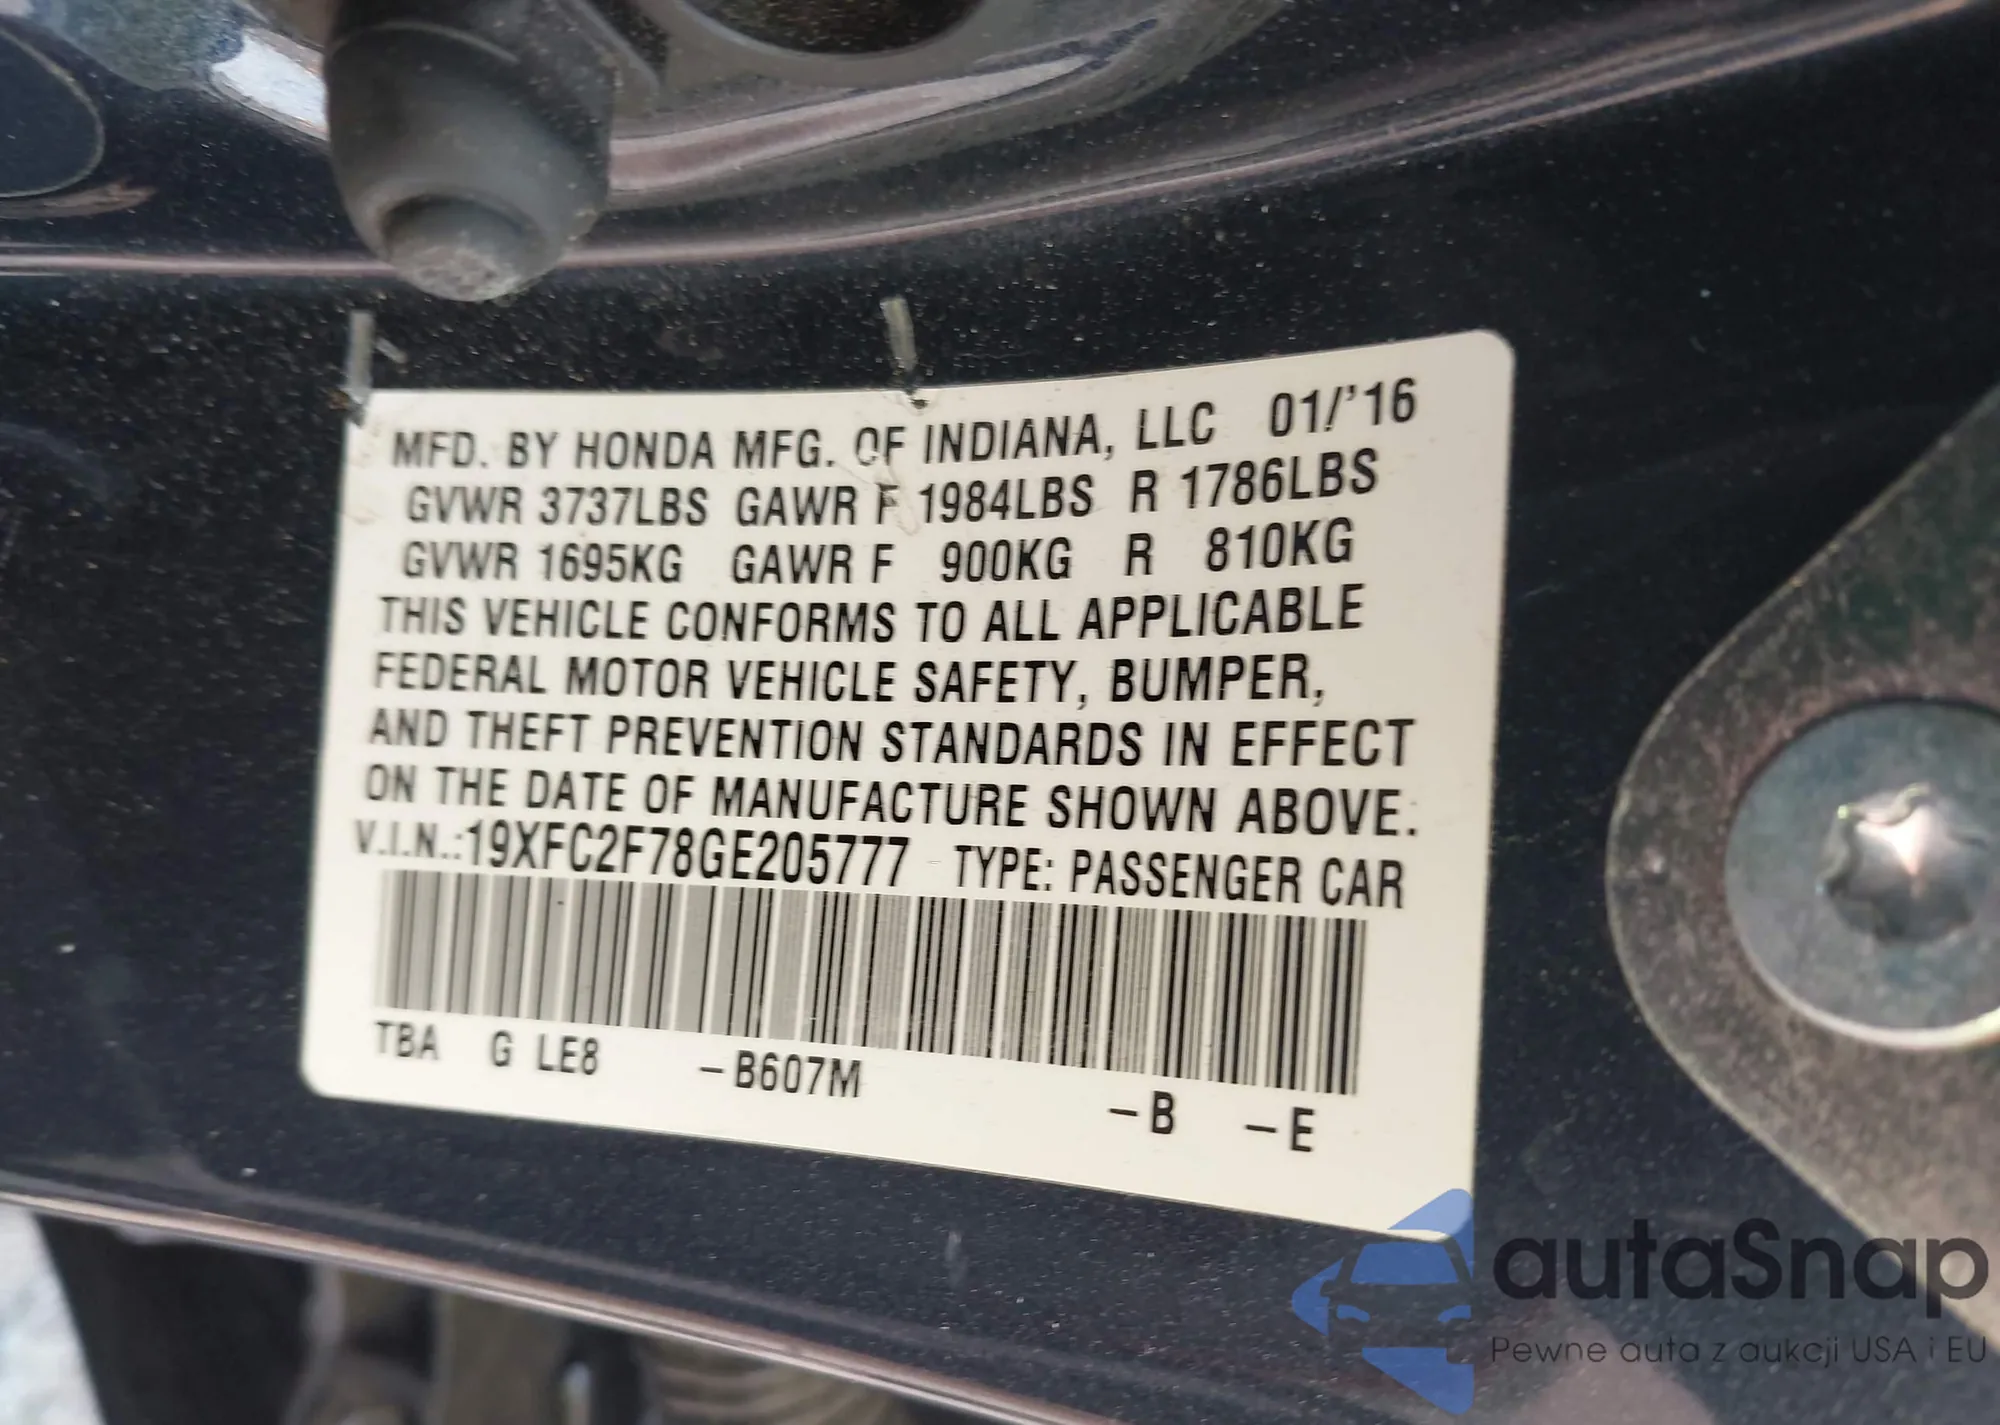 MFD. BY HONDA MFG. OF INDIANA, LLC 01/'16
GVWR 3737LBS GAWR F 1984LBS R 1786LBS
GVWR 1695KG GAWR F 900KG R 810KG
THIS VEHICLE CONFORMS TO ALL APPLICABLE
FEDERAL MOTOR VEHICLE SAFETY, BUMPER,
AND THEFT PREVENTION STANDARDS IN EFFECT
ON THE DATE OF MANUFACTURE SHOWN ABOVE.
V.I.N.:19XFC2F78GE205777 TYPE: PASSENGER CAR
TBA G LE8 –B607M –B –E
autaSnap
Pewne auta z aukcji USA i EU